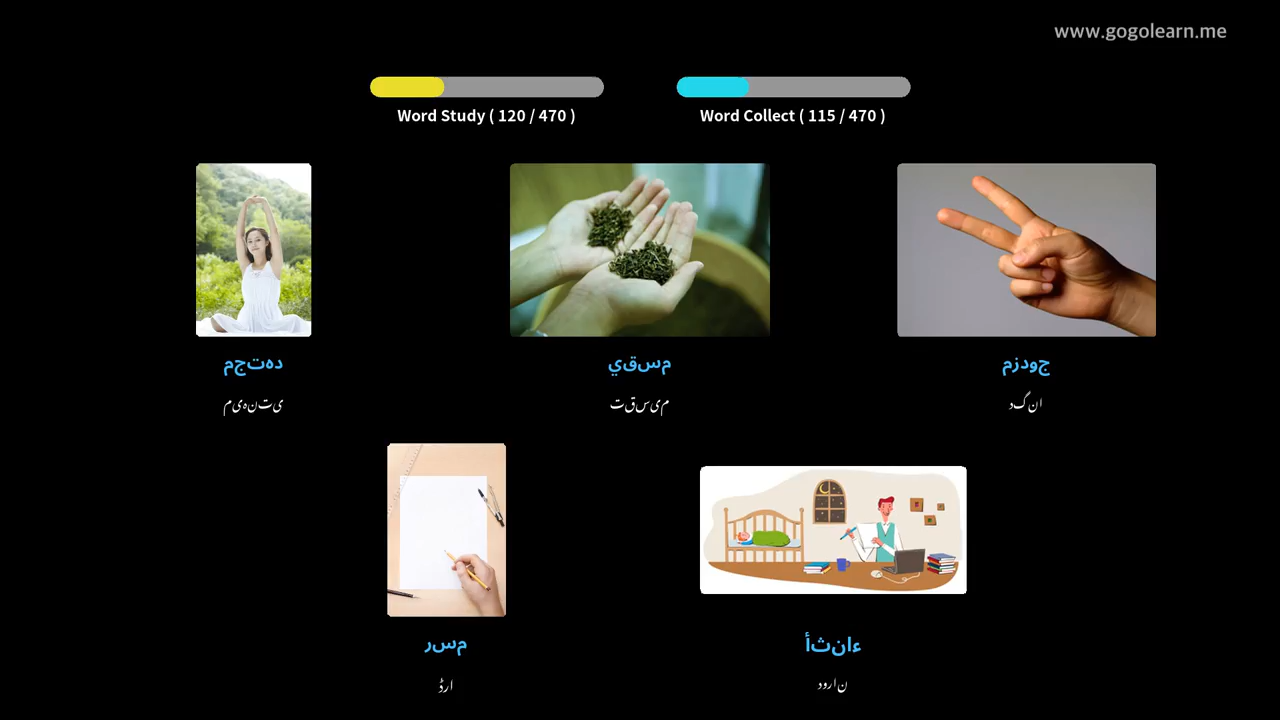 www.gogolearn.me
Word Study ( 120 / 470 )
Word Collect ( 115 / 470 )
دهتجم
مسقي
جودزم
یتنہیم
میسقت
انگد
مسر
ءانثأ
ارڈ
نارود